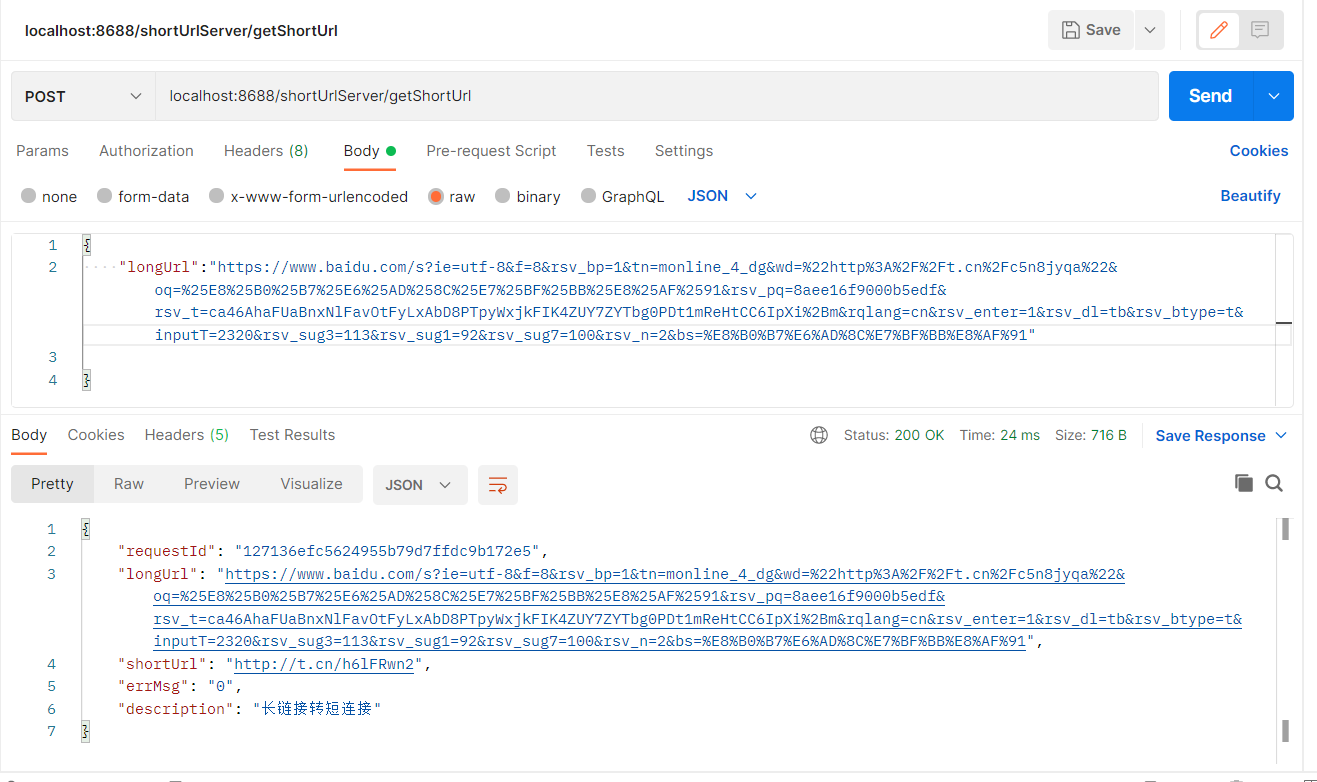 localhost:8688/shortUrlServer/getShortUrl
Save
POST
localhost:8688/shortUrlServer/getShortUrl
Send
Params Authorization Headers (8) Body Pre-request Script Tests Settings Cookies
none form-data x-www-form-urlencoded raw binary GraphQL JSON Beautify
1 {
2 "longUrl":"https://www.baidu.com/s?ie=utf-8&f=8&rsv_bp=1&tn=monline_4_dg&wd=%22http%3A%2F%2Ft.cn%2Fc5n8jyqa%22&
oq=%25E8%25B0%25B7%25E6%25AD%258C%25E7%25BF%25BB%25E8%25AF%2591&rsv_pq=8aee16f9000b5edf&
rsv_t=ca46AhaFUaBnxNlFavOtFyLxAbD8PTpyWxjkFIK4ZUY7ZYTbg0PDt1mReHtCC6IpXi%2Bm&rqlang=cn&rsv_enter=1&rsv_dl=tb&rsv_btype=t&
inputT=2320&rsv_sug3=113&rsv_sug1=92&rsv_sug7=100&rsv_n=2&bs=%E8%B0%B7%E6%AD%8C%E7%BF%BB%E8%AF%91"
3
4 }
Body Cookies Headers (5) Test Results Status: 200 OK Time: 24 ms Size: 716 B Save Response
Pretty Raw Preview Visualize JSON
1 {
2 "requestId": "127136efc5624955b79d7ffdc9b172e5",
3 "longUrl": "https://www.baidu.com/s?ie=utf-8&f=8&rsv_bp=1&tn=monline_4_dg&wd=%22http%3A%2F%2Ft.cn%2Fc5n8jyqa%22&
oq=%25E8%25B0%25B7%25E6%25AD%258C%25E7%25BF%25BB%25E8%25AF%2591&rsv_pq=8aee16f9000b5edf&
rsv_t=ca46AhaFUaBnxNlFavOtFyLxAbD8PTpyWxjkFIK4ZUY7ZYTbg0PDt1mReHtCC6IpXi%2Bm&rqlang=cn&rsv_enter=1&rsv_dl=tb&rsv_btype=t&
inputT=2320&rsv_sug3=113&rsv_sug1=92&rsv_sug7=100&rsv_n=2&bs=%E8%B0%B7%E6%AD%8C%E7%BF%BB%E8%AF%91",
4 "shortUrl": "http://t.cn/h6lFRwn2",
5 "errMsg": "0",
6 "description": "长链接转短连接"
7 }